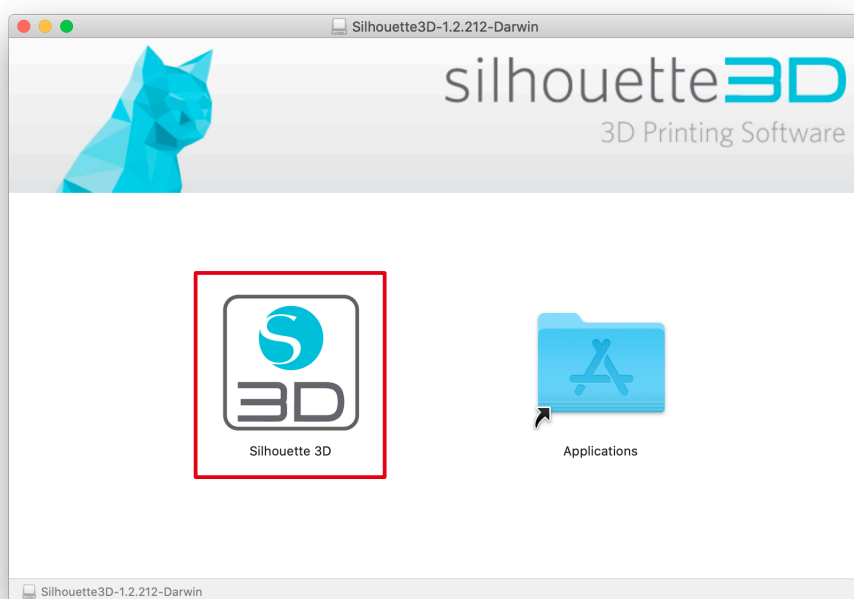 Silhouette3D-1.2.212-Darwin
silhouette3D
3D Printing Software
S
3D
Silhouette 3D
Applications
Silhouette3D-1.2.212-Darwin